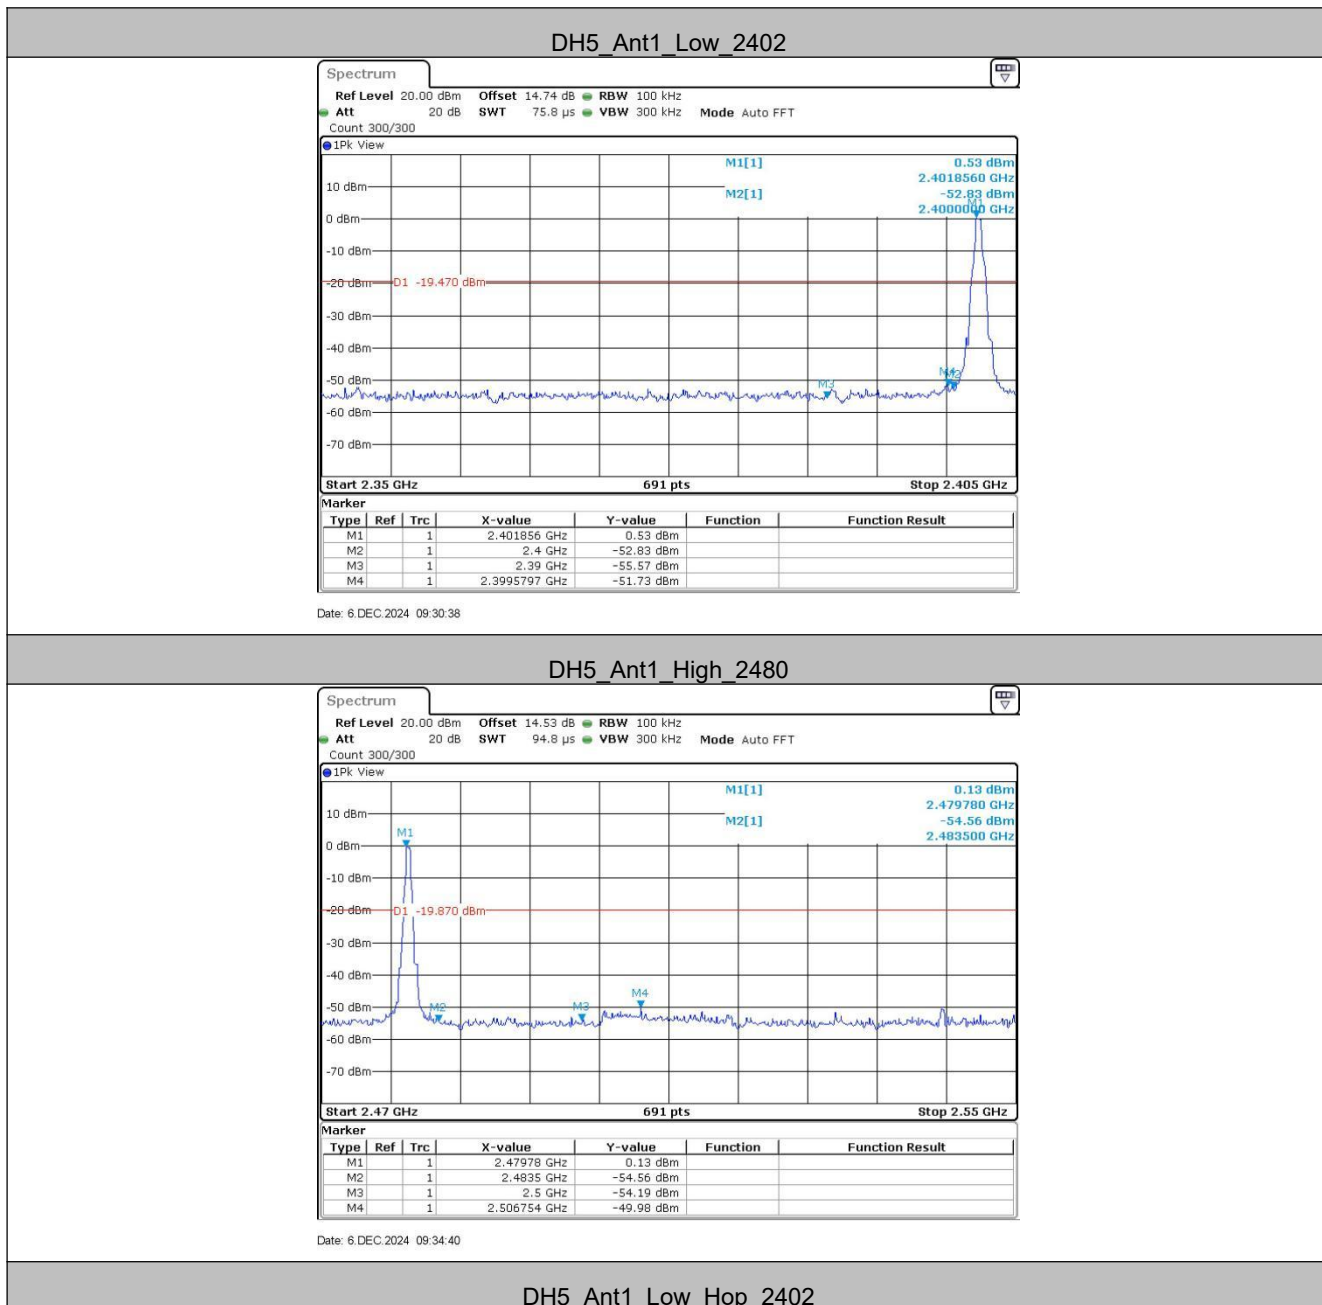 DH5_Ant1_Low_2402
Spectrum
Ref Level 20.00 dBm Offset 14.74 dB RBW 100 kHz
Att 20 dB SWT 75.8 µs VBW 300 kHz Mode Auto FFT
Count 300/300
1Pk View
M1[1] 0.53 dBm
2.4018560 GHz
M2[1] -52.83 dBm
2.4000000 GHz
M1
10 dBm
0 dBm
-10 dBm
-20 dBm
D1 -19.470 dBm
-30 dBm
-40 dBm
-50 dBm
M3
M4
M2
-60 dBm
-70 dBm
Start 2.35 GHz 691 pts Stop 2.405 GHz
Marker
Type Ref Trc X-value Y-value Function Function Result
M1 1 2.401856 GHz 0.53 dBm
M2 1 2.4 GHz -52.83 dBm
M3 1 2.39 GHz -55.57 dBm
M4 1 2.3995797 GHz -51.73 dBm
Date: 6.DEC.2024 09:30:38
DH5_Ant1_High_2480
Spectrum
Ref Level 20.00 dBm Offset 14.53 dB RBW 100 kHz
Att 20 dB SWT 94.8 µs VBW 300 kHz Mode Auto FFT
Count 300/300
1Pk View
M1[1] 0.13 dBm
2.479780 GHz
M2[1] -54.56 dBm
2.483500 GHz
10 dBm
M1
0 dBm
-10 dBm
-20 dBm
D1 -19.870 dBm
-30 dBm
-40 dBm
M4
-50 dBm
M2
M3
-60 dBm
-70 dBm
Start 2.47 GHz 691 pts Stop 2.55 GHz
Marker
Type Ref Trc X-value Y-value Function Function Result
M1 1 2.47978 GHz 0.13 dBm
M2 1 2.4835 GHz -54.56 dBm
M3 1 2.5 GHz -54.19 dBm
M4 1 2.506754 GHz -49.98 dBm
Date: 6.DEC.2024 09:34:40
DH5_Ant1_Low_Hop_2402